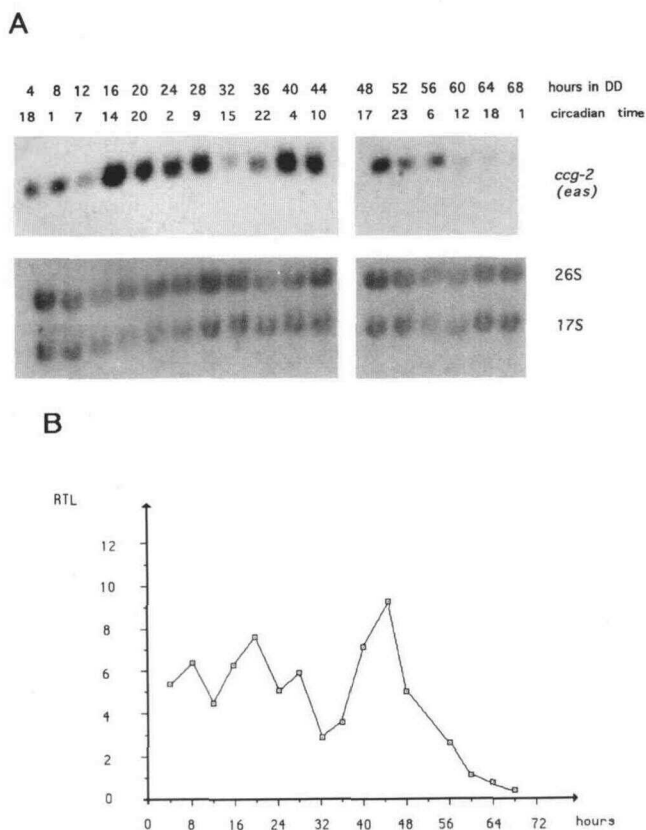 A
4 8 12 16 20 24 28 32 36 40 44 48 52 56 60 64 68 hours in DD
18 1 7 14 20 2 9 15 22 4 10 17 23 6 12 18 1 circadian time
ccg-2
(eas)
26S
17S
B
RTL
12
10
8
6
4
2
0
0 8 16 24 32 40 48 56 64 72 hours